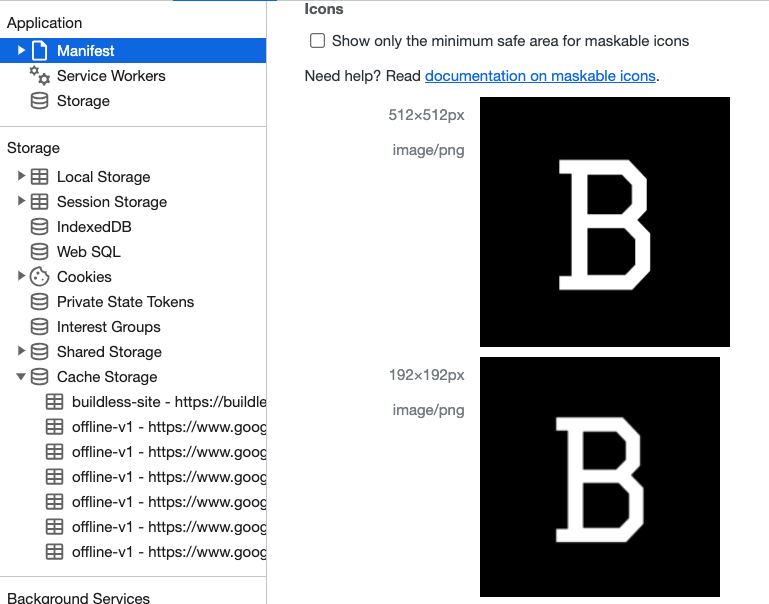 Application
Manifest
Service Workers
Storage
Storage
Local Storage
Session Storage
IndexedDB
Web SQL
Cookies
Private State Tokens
Interest Groups
Shared Storage
Cache Storage
buildless-site - https://buildle
offline-v1 - https://www.goog
offline-v1 - https://www.goog
offline-v1 - https://www.goog
offline-v1 - https://www.goog
offline-v1 - https://www.goog
offline-v1 - https://www.goog
Background Services
Icons
Show only the minimum safe area for maskable icons
Need help? Read documentation on maskable icons.
512×512px
image/png
B
192×192px
image/png
B